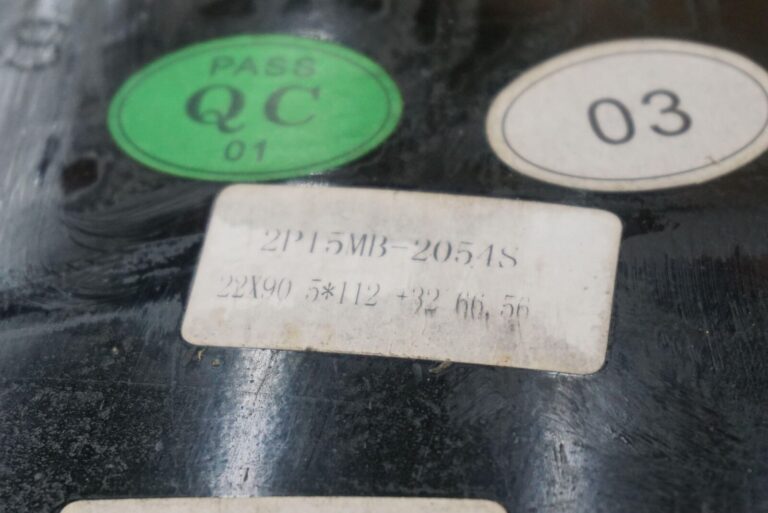 PASS
QC
01
03
2P15MB-2054S
22X90 5*112 +32 66.56